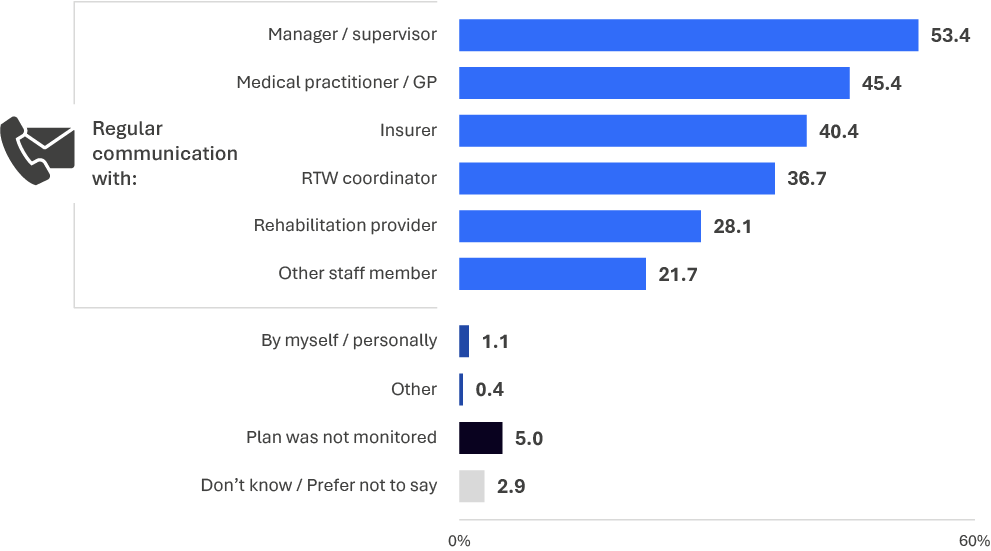 Regular
communication
with:
Manager / supervisor 53.4
Medical practitioner / GP 45.4
Insurer 40.4
RTW coordinator 36.7
Rehabilitation provider 28.1
Other staff member 21.7
By myself / personally 1.1
Other 0.4
Plan was not monitored 5.0
Don’t know / Prefer not to say 2.9
0% 60%